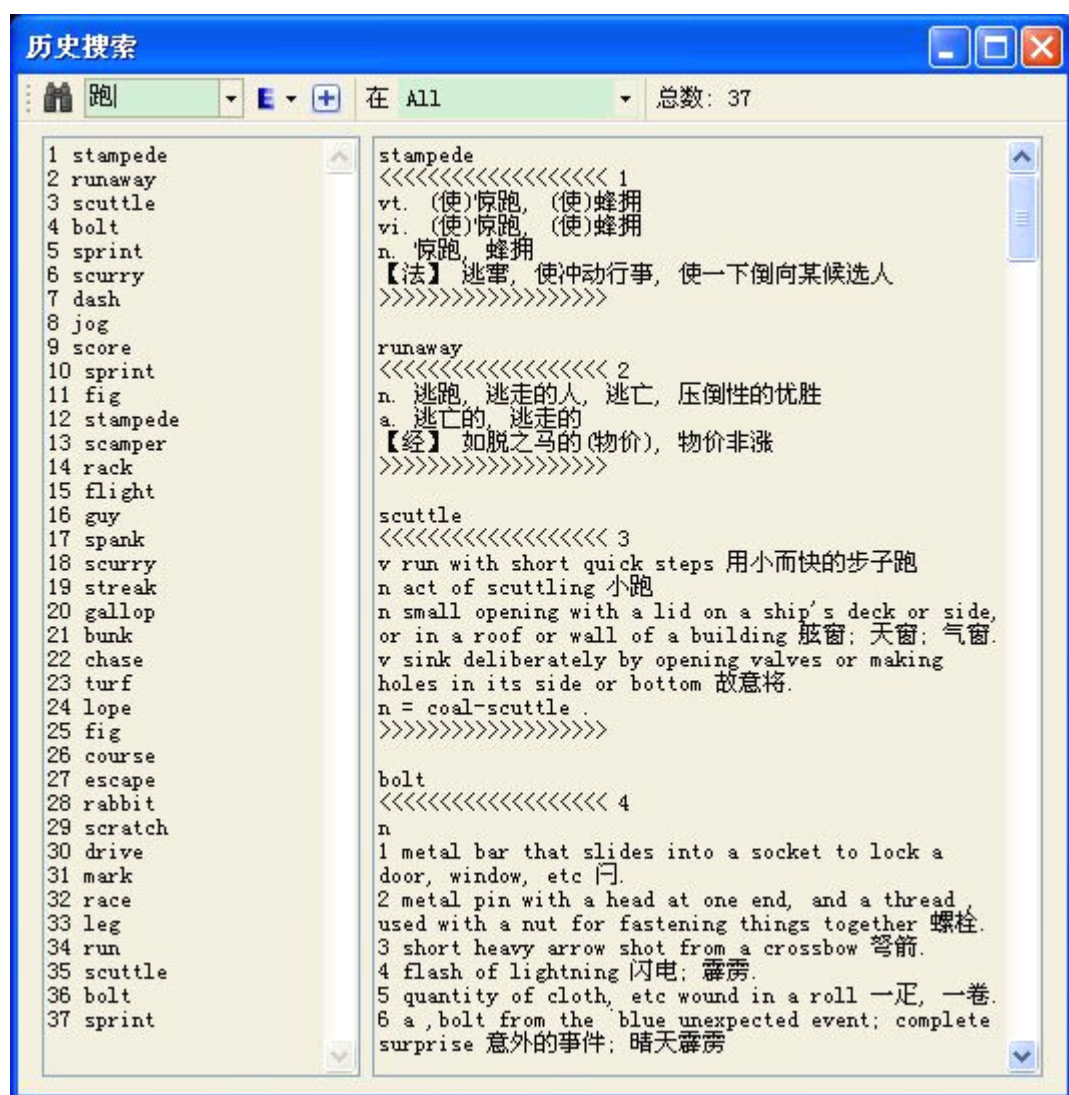 历史搜索
跑 E 在 All 总数: 37
1 stampede
2 runaway
3 scuttle
4 bolt
5 sprint
6 scurry
7 dash
8 jog
9 score
10 sprint
11 fig
12 stampede
13 scamper
14 rack
15 flight
16 guy
17 spank
18 scurry
19 streak
20 gallop
21 bunk
22 chase
23 turf
24 lope
25 fig
26 course
27 escape
28 rabbit
29 scratch
30 drive
31 mark
32 race
33 leg
34 run
35 scuttle
36 bolt
37 sprint
stampede
<<<<<<<<<<<<<<<<<<< 1
vt. (使)惊跑, (使)蜂拥
vi. (使)惊跑, (使)蜂拥
n. 惊跑, 蜂拥
【法】 逃窜, 使冲动行事, 使一下倒向某候选人
>>>>>>>>>>>>>>>>>>>
runaway
<<<<<<<<<<<<<<<<<<< 2
n. 逃跑, 逃走的人, 逃亡, 压倒性的优胜
a. 逃亡的, 逃走的
【经】 如脱之马的(物价), 物价非涨
>>>>>>>>>>>>>>>>>>>
scuttle
<<<<<<<<<<<<<<<<<<< 3
v run with short quick steps 用小而快的步子跑
n act of scuttling 小跑
n small opening with a lid on a ship's deck or side,
or in a roof or wall of a building 舷窗; 天窗; 气窗.
v sink deliberately by opening valves or making
holes in its side or bottom 故意将.
n = coal-scuttle .
>>>>>>>>>>>>>>>>>>>
bolt
<<<<<<<<<<<<<<<<<<< 4
n
1 metal bar that slides into a socket to lock a
door, window, etc 闩.
2 metal pin with a head at one end, and a thread ,
used with a nut for fastening things together 螺栓.
3 short heavy arrow shot from a crossbow 弩箭.
4 flash of lightning 闪电; 霹雳.
5 quantity of cloth, etc wound in a roll 一疋, 一卷.
6 a ,bolt from the `blue unexpected event; complete
surprise 意外的事件; 晴天霹雳